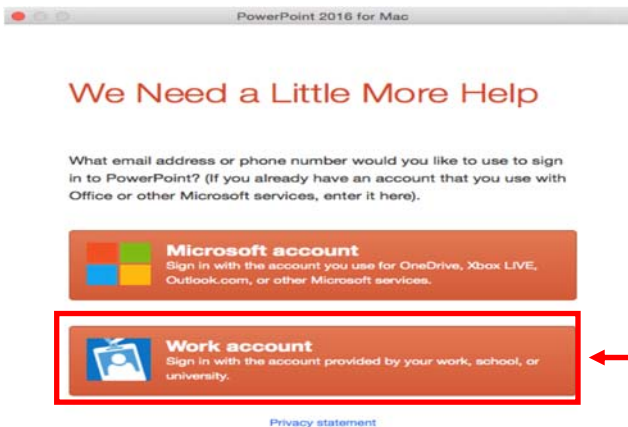 PowerPoint 2016 for Mac
We Need a Little More Help
What email address or phone number would you like to use to sign
in to PowerPoint? (If you already have an account that you use with
Office or other Microsoft services, enter it here).
Microsoft account
Sign in with the account you use for OneDrive, Xbox LIVE,
Outlook.com, or other Microsoft services.
Work account
Sign in with the account provided by your work, school, or
university.
Privacy statement